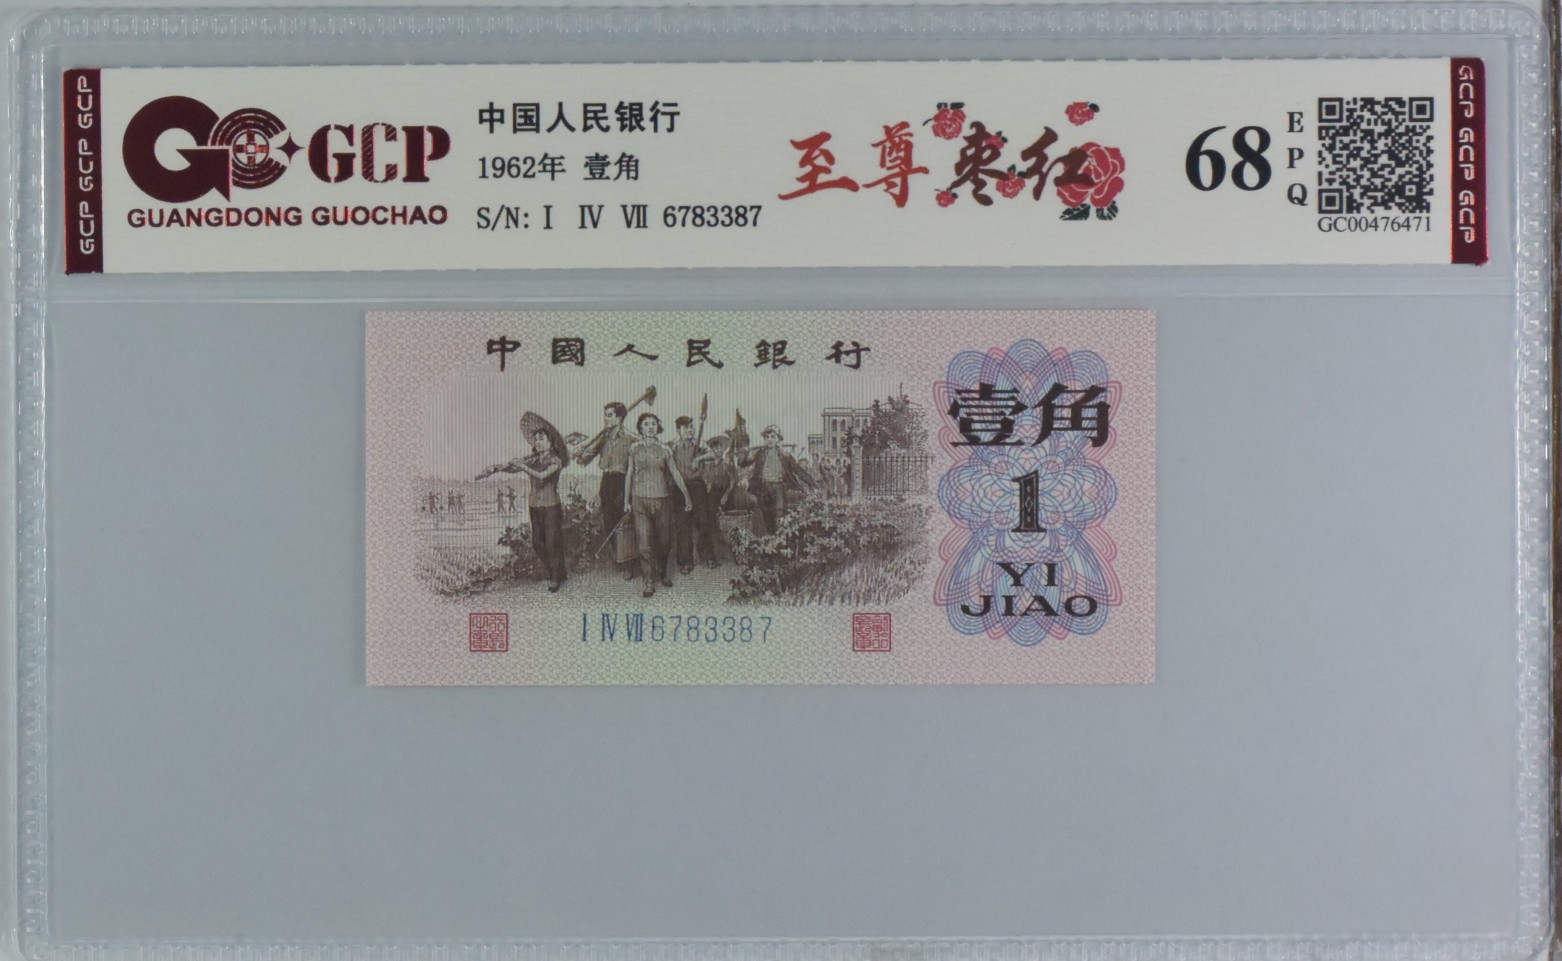 GCP GCP GCP
GCP
GUANGDONG GUOCHAO
中国人民银行
1962年 壹角
S/N: I IV VII 6783387
至尊枣红
68
EPQ
GC00476471
GCP GCP GCP
中國人民銀行
壹角
1
YI
JIAO
I IV VII 6783387